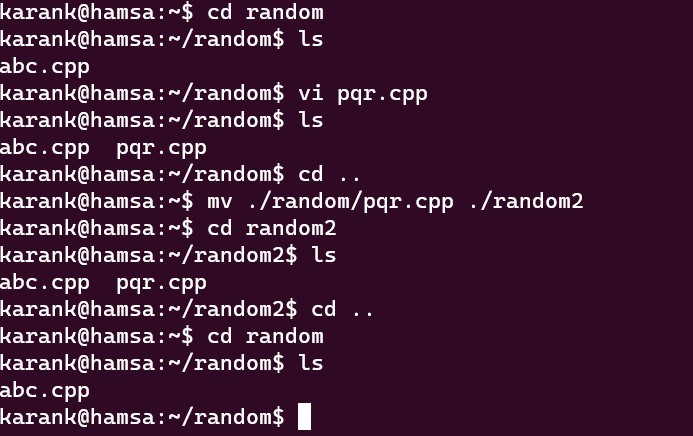 karank@hamsa:~$ cd random
karank@hamsa:~/random$ ls
abc.cpp
karank@hamsa:~/random$ vi pqr.cpp
karank@hamsa:~/random$ ls
abc.cpp  pqr.cpp
karank@hamsa:~/random$ cd ..
karank@hamsa:~$ mv ./random/pqr.cpp ./random2
karank@hamsa:~$ cd random2
karank@hamsa:~/random2$ ls
abc.cpp  pqr.cpp
karank@hamsa:~/random2$ cd ..
karank@hamsa:~$ cd random
karank@hamsa:~/random$ ls
abc.cpp
karank@hamsa:~/random$